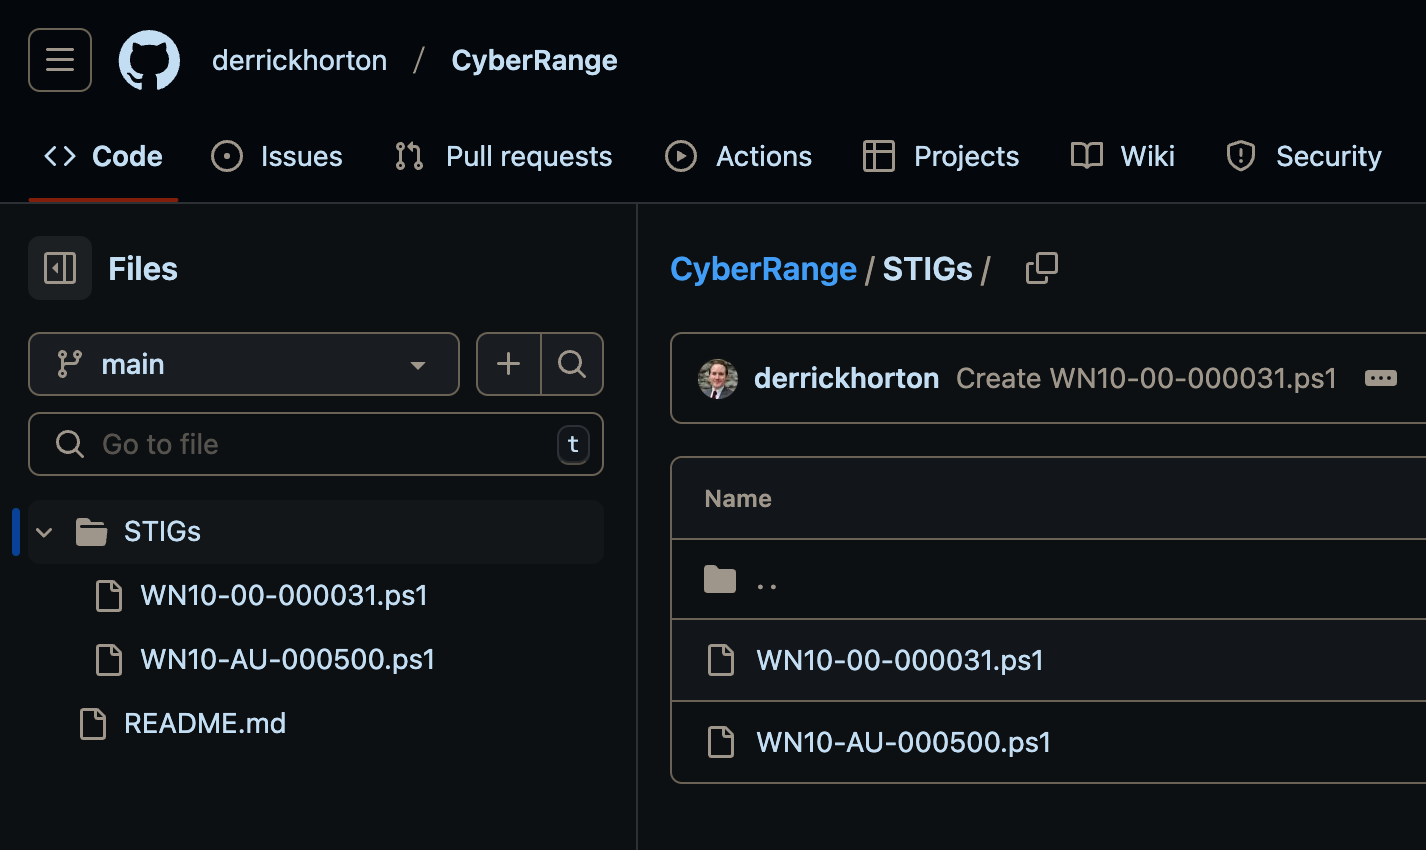 derrickhorton / CyberRange
Code Issues Pull requests Actions Projects Wiki Security
Files
main
Go to file t
STIGs
WN10-00-000031.ps1
WN10-AU-000500.ps1
README.md
CyberRange / STIGs /
derrickhorton Create WN10-00-000031.ps1
Name
..
WN10-00-000031.ps1
WN10-AU-000500.ps1